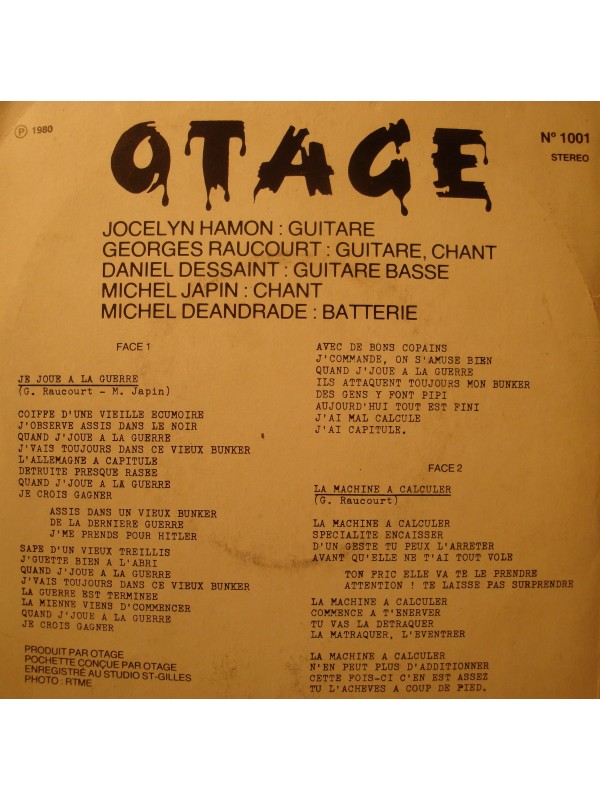 ℗ 1980
OTAGE
Nº 1001
STEREO
JOCELYN HAMON : GUITARE
GEORGES RAUCOURT : GUITARE, CHANT
DANIEL DESSAINT : GUITARE BASSE
MICHEL JAPIN : CHANT
MICHEL DEANDRADE : BATTERIE
FACE 1
JE JOUE A LA GUERRE
(G. Raucourt - M. Japin)
COIFFE D'UNE VIEILLE ECUMOIRE
J'OBSERVE ASSIS DANS LE NOIR
QUAND J'JOUE A LA GUERRE
J'VAIS TOUJOURS DANS CE VIEUX BUNKER
L'ALLEMAGNE A CAPITULE
DETRUITE PRESQUE RASEE
QUAND J'JOUE A LA GUERRE
JE CROIS GAGNER
ASSIS DANS UN VIEUX BUNKER
DE LA DERNIERE GUERRE
J'ME PRENDS POUR HITLER
SAPE D'UN VIEUX TREILLIS
J'GUETTE BIEN A L'ABRI
QUAND J'JOUE A LA GUERRE
J'VAIS TOUJOURS DANS CE VIEUX BUNKER
LA GUERRE EST TERMINEE
LA MIENNE VIENS D'COMMENCER
QUAND J'JOUE A LA GUERRE
JE CROIS GAGNER
PRODUIT PAR OTAGE
POCHETTE CONÇUE PAR OTAGE
ENREGISTRÉ AU STUDIO ST-GILLES
PHOTO : RTME
AVEC DE BONS COPAINS
J'COMMANDE, ON S'AMUSE BIEN
QUAND J'JOUE A LA GUERRE
ILS ATTAQUENT TOUJOURS MON BUNKER
DES GENS Y FONT PIPI
AUJOURD'HUI TOUT EST FINI
J'AI MAL CALCULE
J'AI CAPITULE.
FACE 2
LA MACHINE A CALCULER
(G. Raucourt)
LA MACHINE A CALCULER
SPECIALITE ENCAISSER
D'UN GESTE TU PEUX L'ARRETER
AVANT QU'ELLE NE T'AI TOUT VOLE
TON FRIC ELLE VA TE LE PRENDRE
ATTENTION ! TE LAISSE PAS SURPRENDRE
LA MACHINE A CALCULER
COMMENCE A T'ENERVER
TU VAS LA DETRAQUER
LA MATRAQUER, L'EVENTRER
LA MACHINE A CALCULER
N'EN PEUT PLUS D'ADDITIONNER
CETTE FOIS-CI C'EN EST ASSEZ
TU L'ACHEVES A COUP DE PIED.